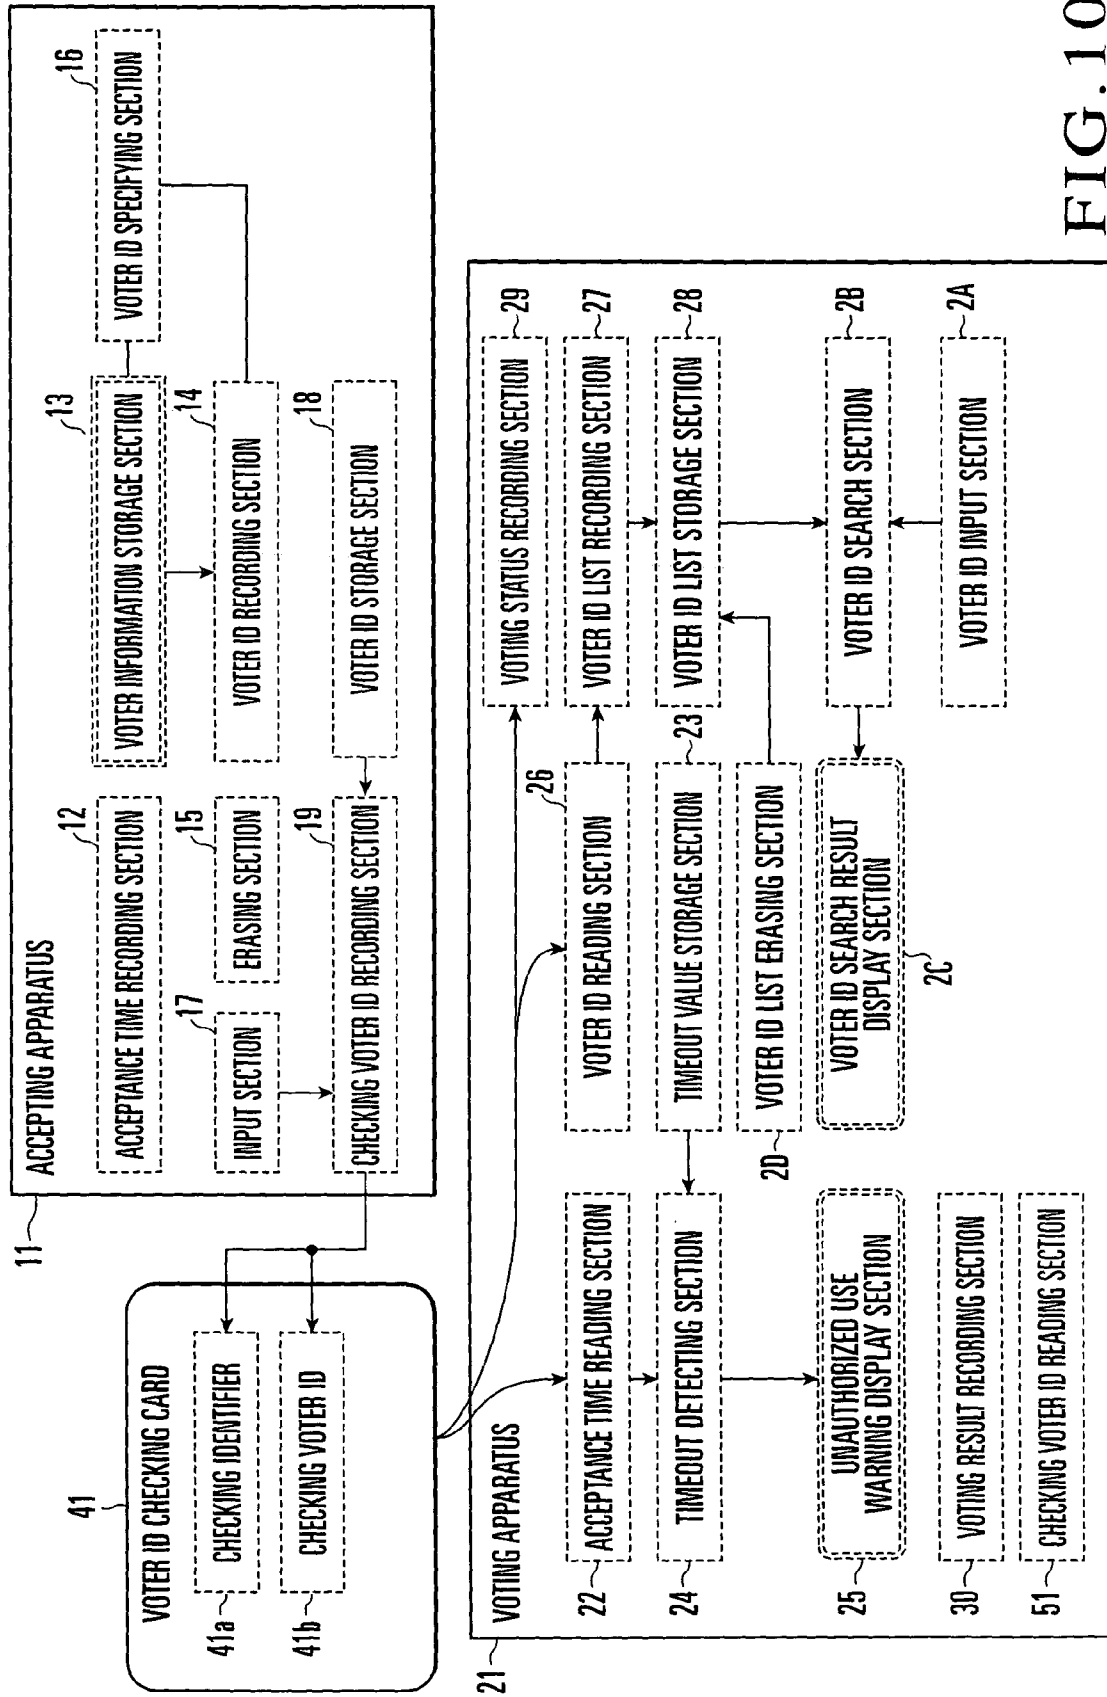 11
ACCEPTING APPARATUS
12
ACCEPTANCE TIME RECORDING SECTION
13
VOTER INFORMATION STORAGE SECTION
16
VOTER ID SPECIFYING SECTION
17
INPUT SECTION
15
ERASING SECTION
14
VOTER ID RECORDING SECTION
19
CHECKING VOTER ID RECORDING SECTION
18
VOTER ID STORAGE SECTION
41
VOTER ID CHECKING CARD
41a
CHECKING IDENTIFIER
41b
CHECKING VOTER ID
21
VOTING APPARATUS
29
VOTING STATUS RECORDING SECTION
22
ACCEPTANCE TIME READING SECTION
26
VOTER ID READING SECTION
27
VOTER ID LIST RECORDING SECTION
24
TIMEOUT DETECTING SECTION
23
TIMEOUT VALUE STORAGE SECTION
28
VOTER ID LIST STORAGE SECTION
2D
VOTER ID LIST ERASING SECTION
25
UNAUTHORIZED USE
WARNING DISPLAY SECTION
2C
VOTER ID SEARCH RESULT
DISPLAY SECTION
2B
VOTER ID SEARCH SECTION
30
VOTING RESULT RECORDING SECTION
2A
VOTER ID INPUT SECTION
51
CHECKING VOTER ID READING SECTION
FIG.10